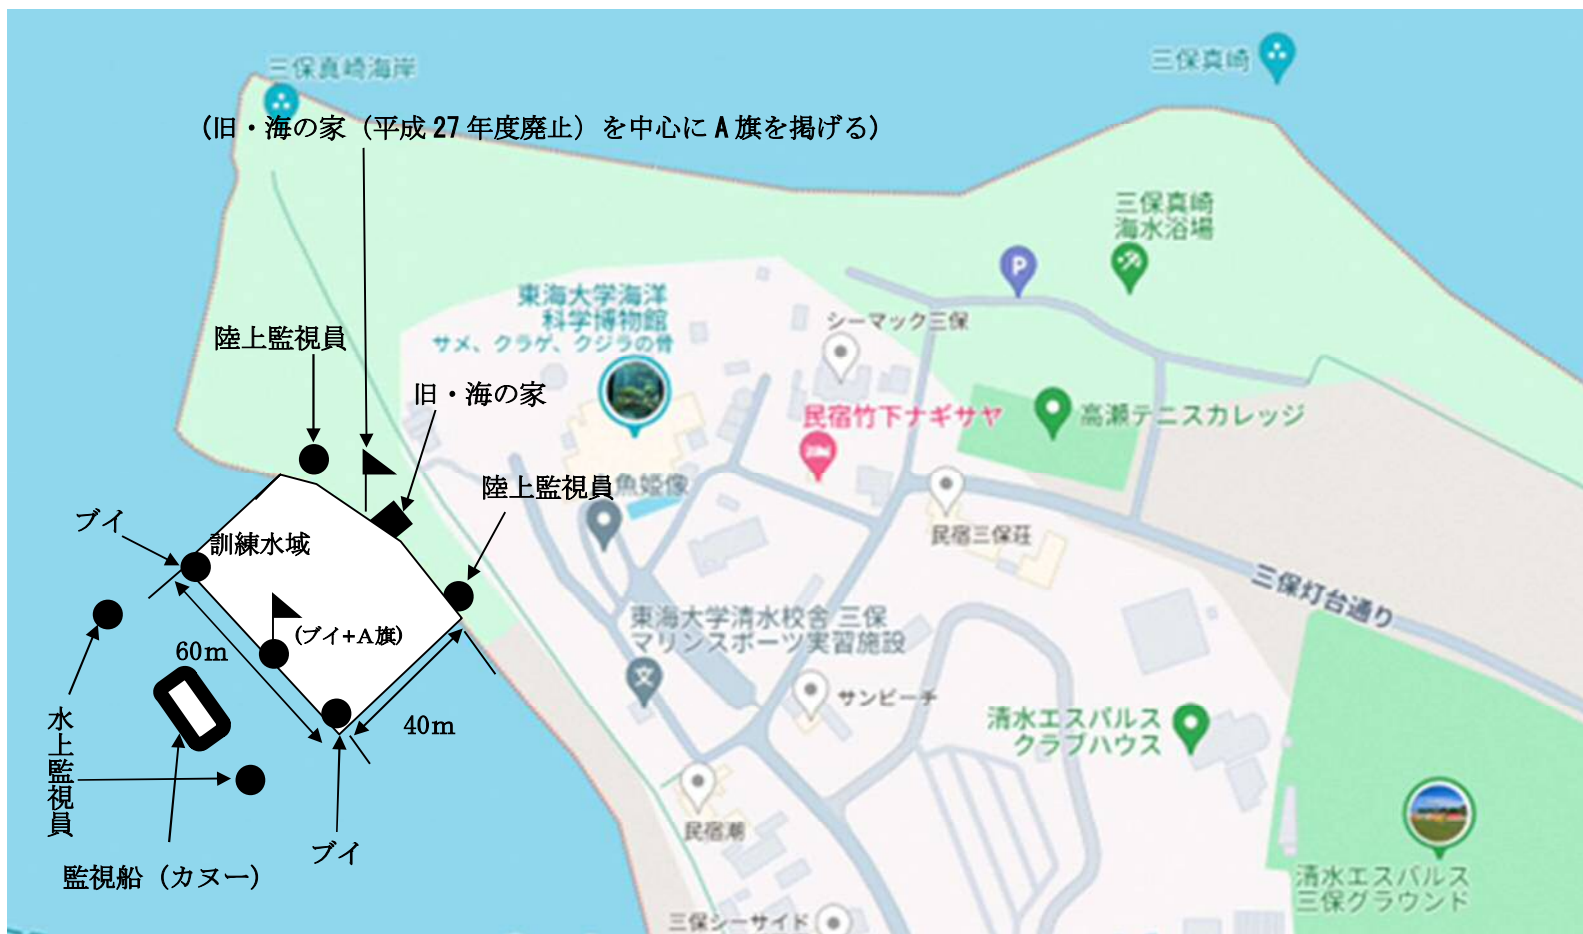 三保真崎海岸
三保真崎
(旧・海の家（平成27年度廃止）を中心にA旗を掲げる)
三保真崎
海水浴場
P
東海大学海洋
科学博物館
サメ、クラゲ、クジラの骨
シーマック三保
陸上監視員
旧・海の家
民宿竹下ナギサヤ
高瀬テニスカレッジ
陸上監視員
魚姫像
ブイ
訓練水域
民宿三保荘
三保灯台通り
(ブイ+A旗)
60m
40m
東海大学清水校舎 三保
マリンスポーツ実習施設
文
サンビーチ
清水エスパルス
クラブハウス
水上監視員
民宿潮
ブイ
監視船（カヌー）
清水エスパルス
三保グラウンド
三保シーサイド